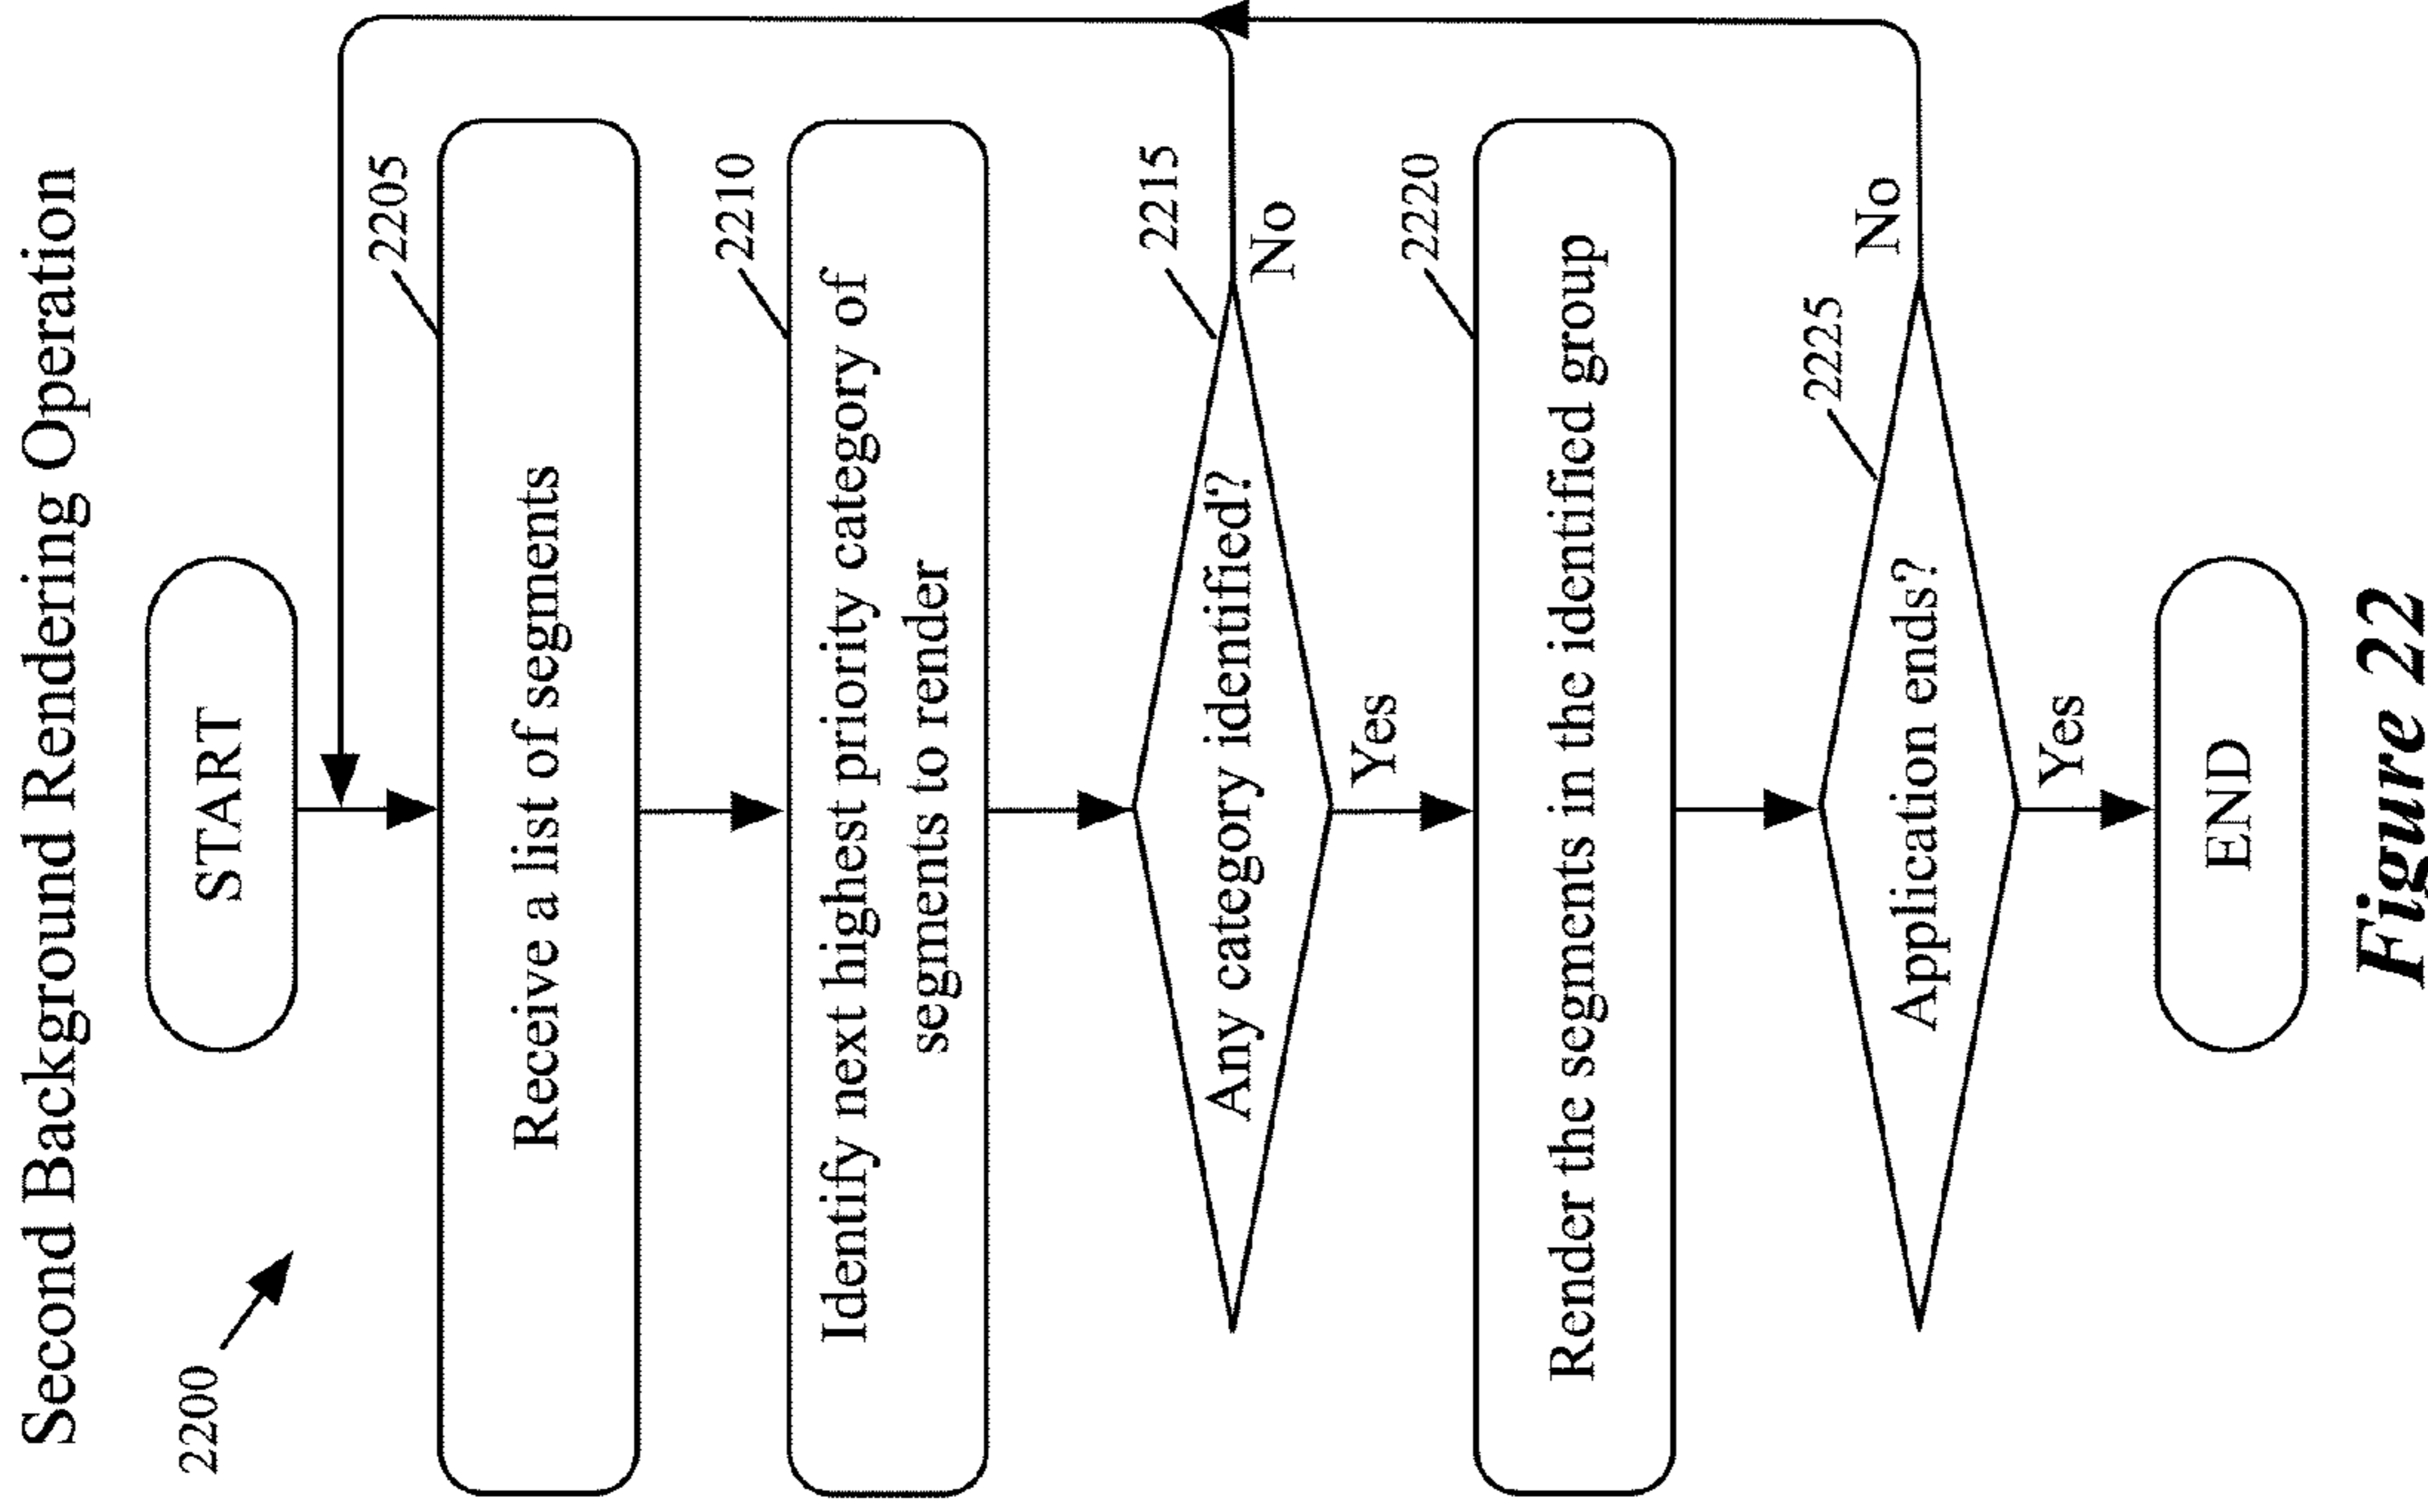 Second Background Rendering Operation
2200
START
2205
Receive a list of segments
2210
Identify next highest priority category of
segments to render
2215
Any category identified?
No
Yes
2220
Render the segments in the identified group
2225
Application ends?
No
Yes
END
Figure 22